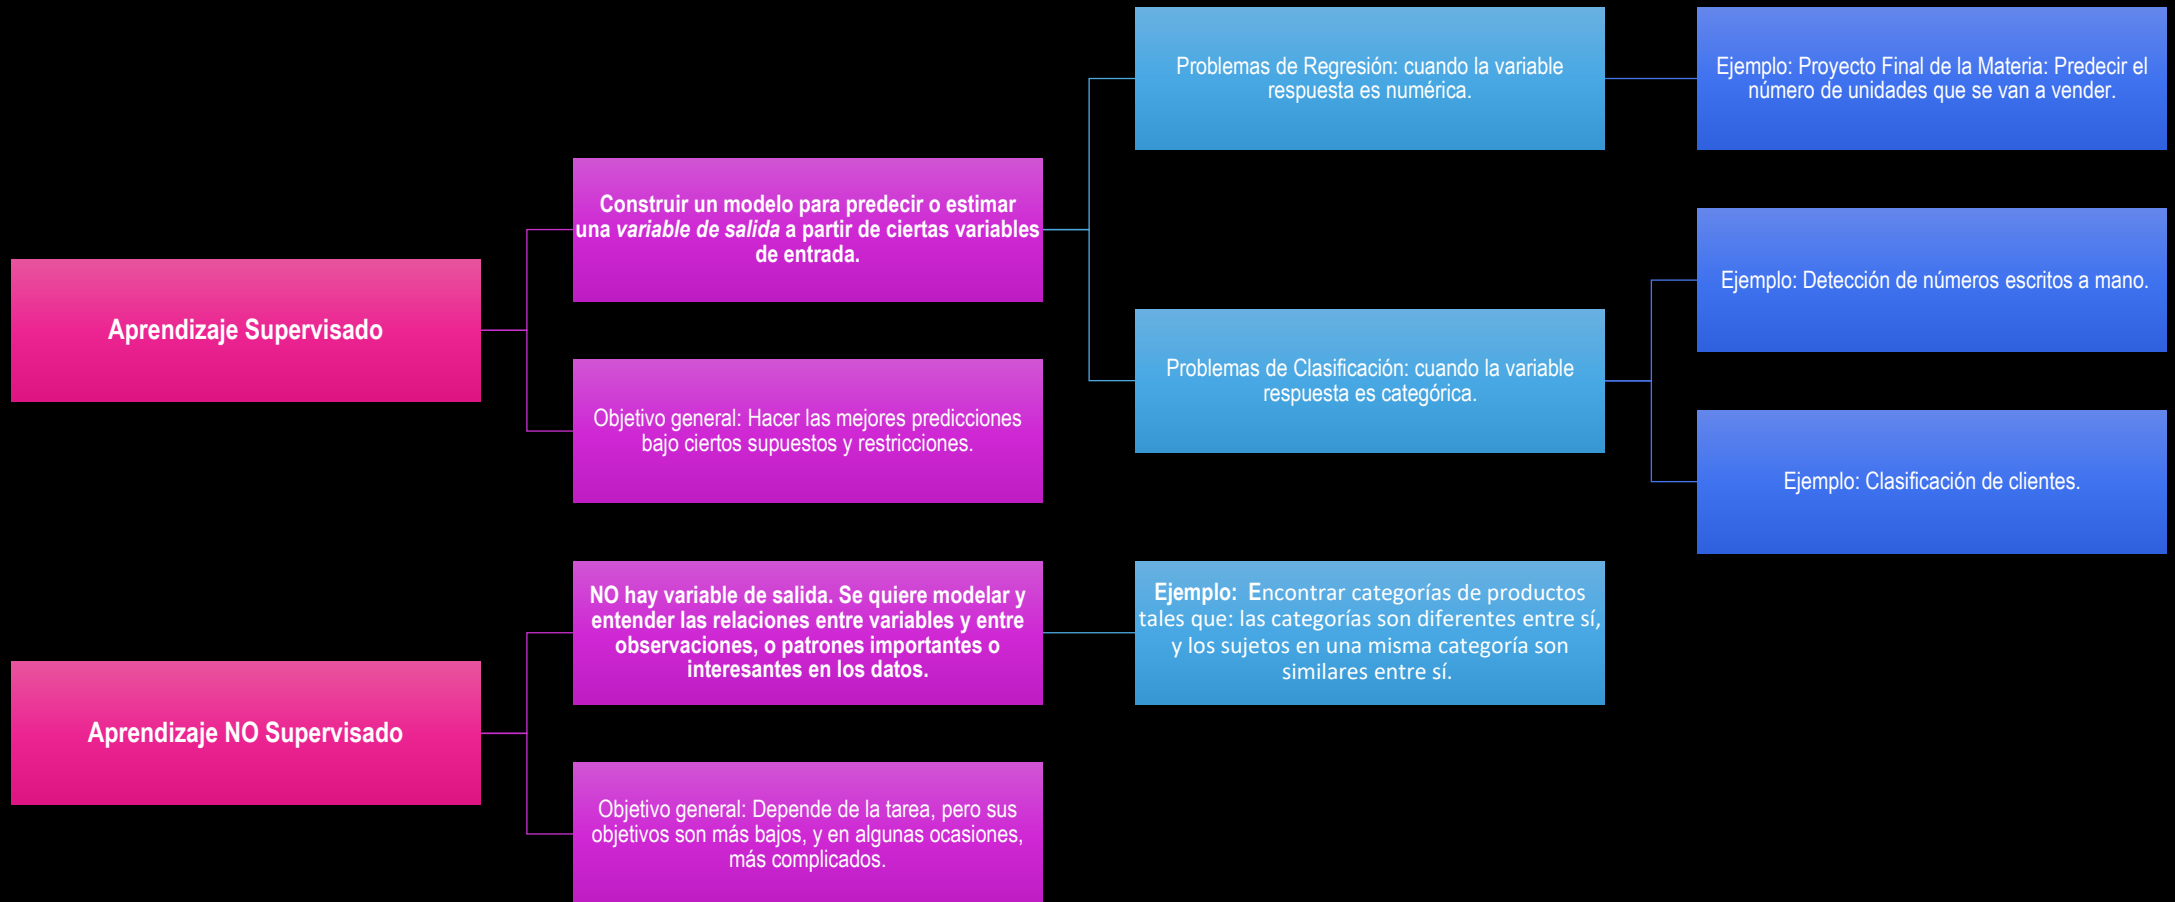 Aprendizaje Supervisado
Construir un modelo para predecir o estimar
una variable de salida a partir de ciertas variables
de entrada.
Problemas de Regresión: cuando la variable
respuesta es numérica.
Ejemplo: Proyecto Final de la Materia: Predecir el
número de unidades que se van a vender.
Problemas de Clasificación: cuando la variable
respuesta es categórica.
Ejemplo: Detección de números escritos a mano.
Ejemplo: Clasificación de clientes.
Objetivo general: Hacer las mejores predicciones
bajo ciertos supuestos y restricciones.
Aprendizaje NO Supervisado
NO hay variable de salida. Se quiere modelar y
entender las relaciones entre variables y entre
observaciones, o patrones importantes o
interesantes en los datos.
Ejemplo: Encontrar categorías de productos
tales que: las categorías son diferentes entre sí,
y los sujetos en una misma categoría son
similares entre sí.
Objetivo general: Depende de la tarea, pero sus
objetivos son más bajos, y en algunas ocasiones,
más complicados.